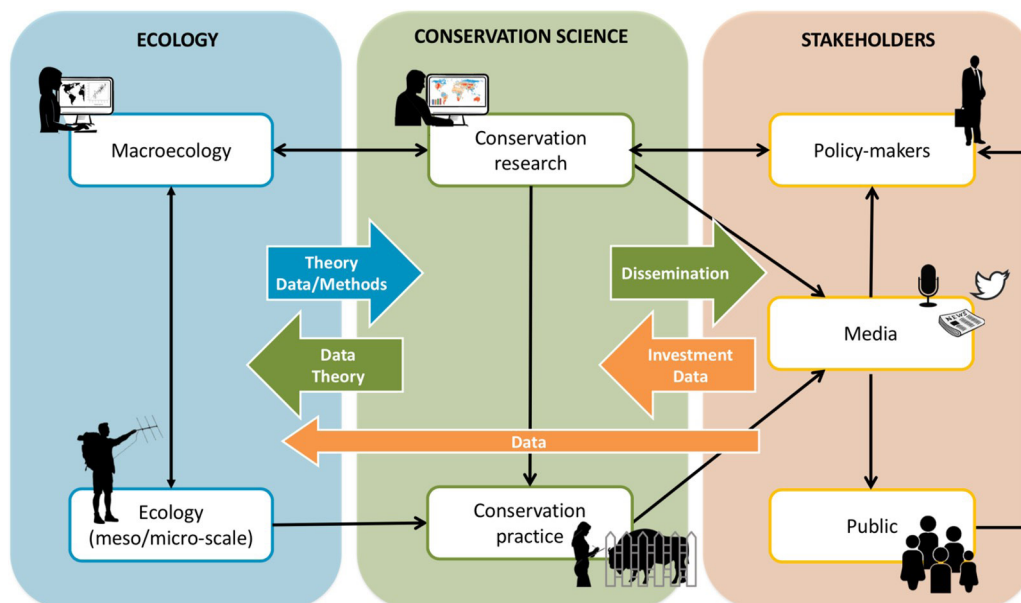 ECOLOGY
CONSERVATION SCIENCE
STAKEHOLDERS
Macroecology
Conservation
research
Policy-makers
Theory
Data/Methods
Dissemination
NEWS
Media
Data
Theory
Investment
Data
Data
Ecology
(meso/micro-scale)
Conservation
practice
Public